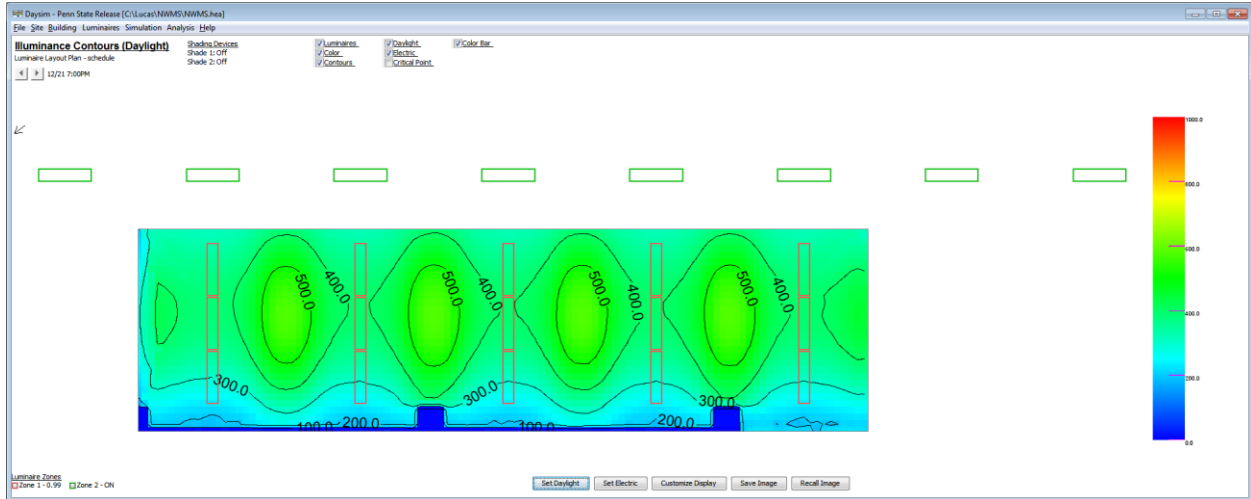 Daysim - Penn State Release [C:\Lucas\NWMS\NWMS.hea]
File Site Building Luminaires Simulation Analysis Help
Illuminance Contours (Daylight)
Luminaire Layout Plan - schedule
12/21 7:00PM
Shading Devices
Shade 1: Off
Shade 2: Off
Luminaires
Color
Contours
Daylight
Electric
Critical Point
Color Bar
1000.0
800.0
600.0
400.0
200.0
0.0
500.0 400.0 500.0 400.0 500.0 400.0 500.0 400.0
300.0 300.0 300.0
100.0 200.0 100.0 200.0
Luminaire Zones
Zone 1 - 0.99 Zone 2 - ON
Set Daylight Set Electric Customize Display Save Image Recall Image